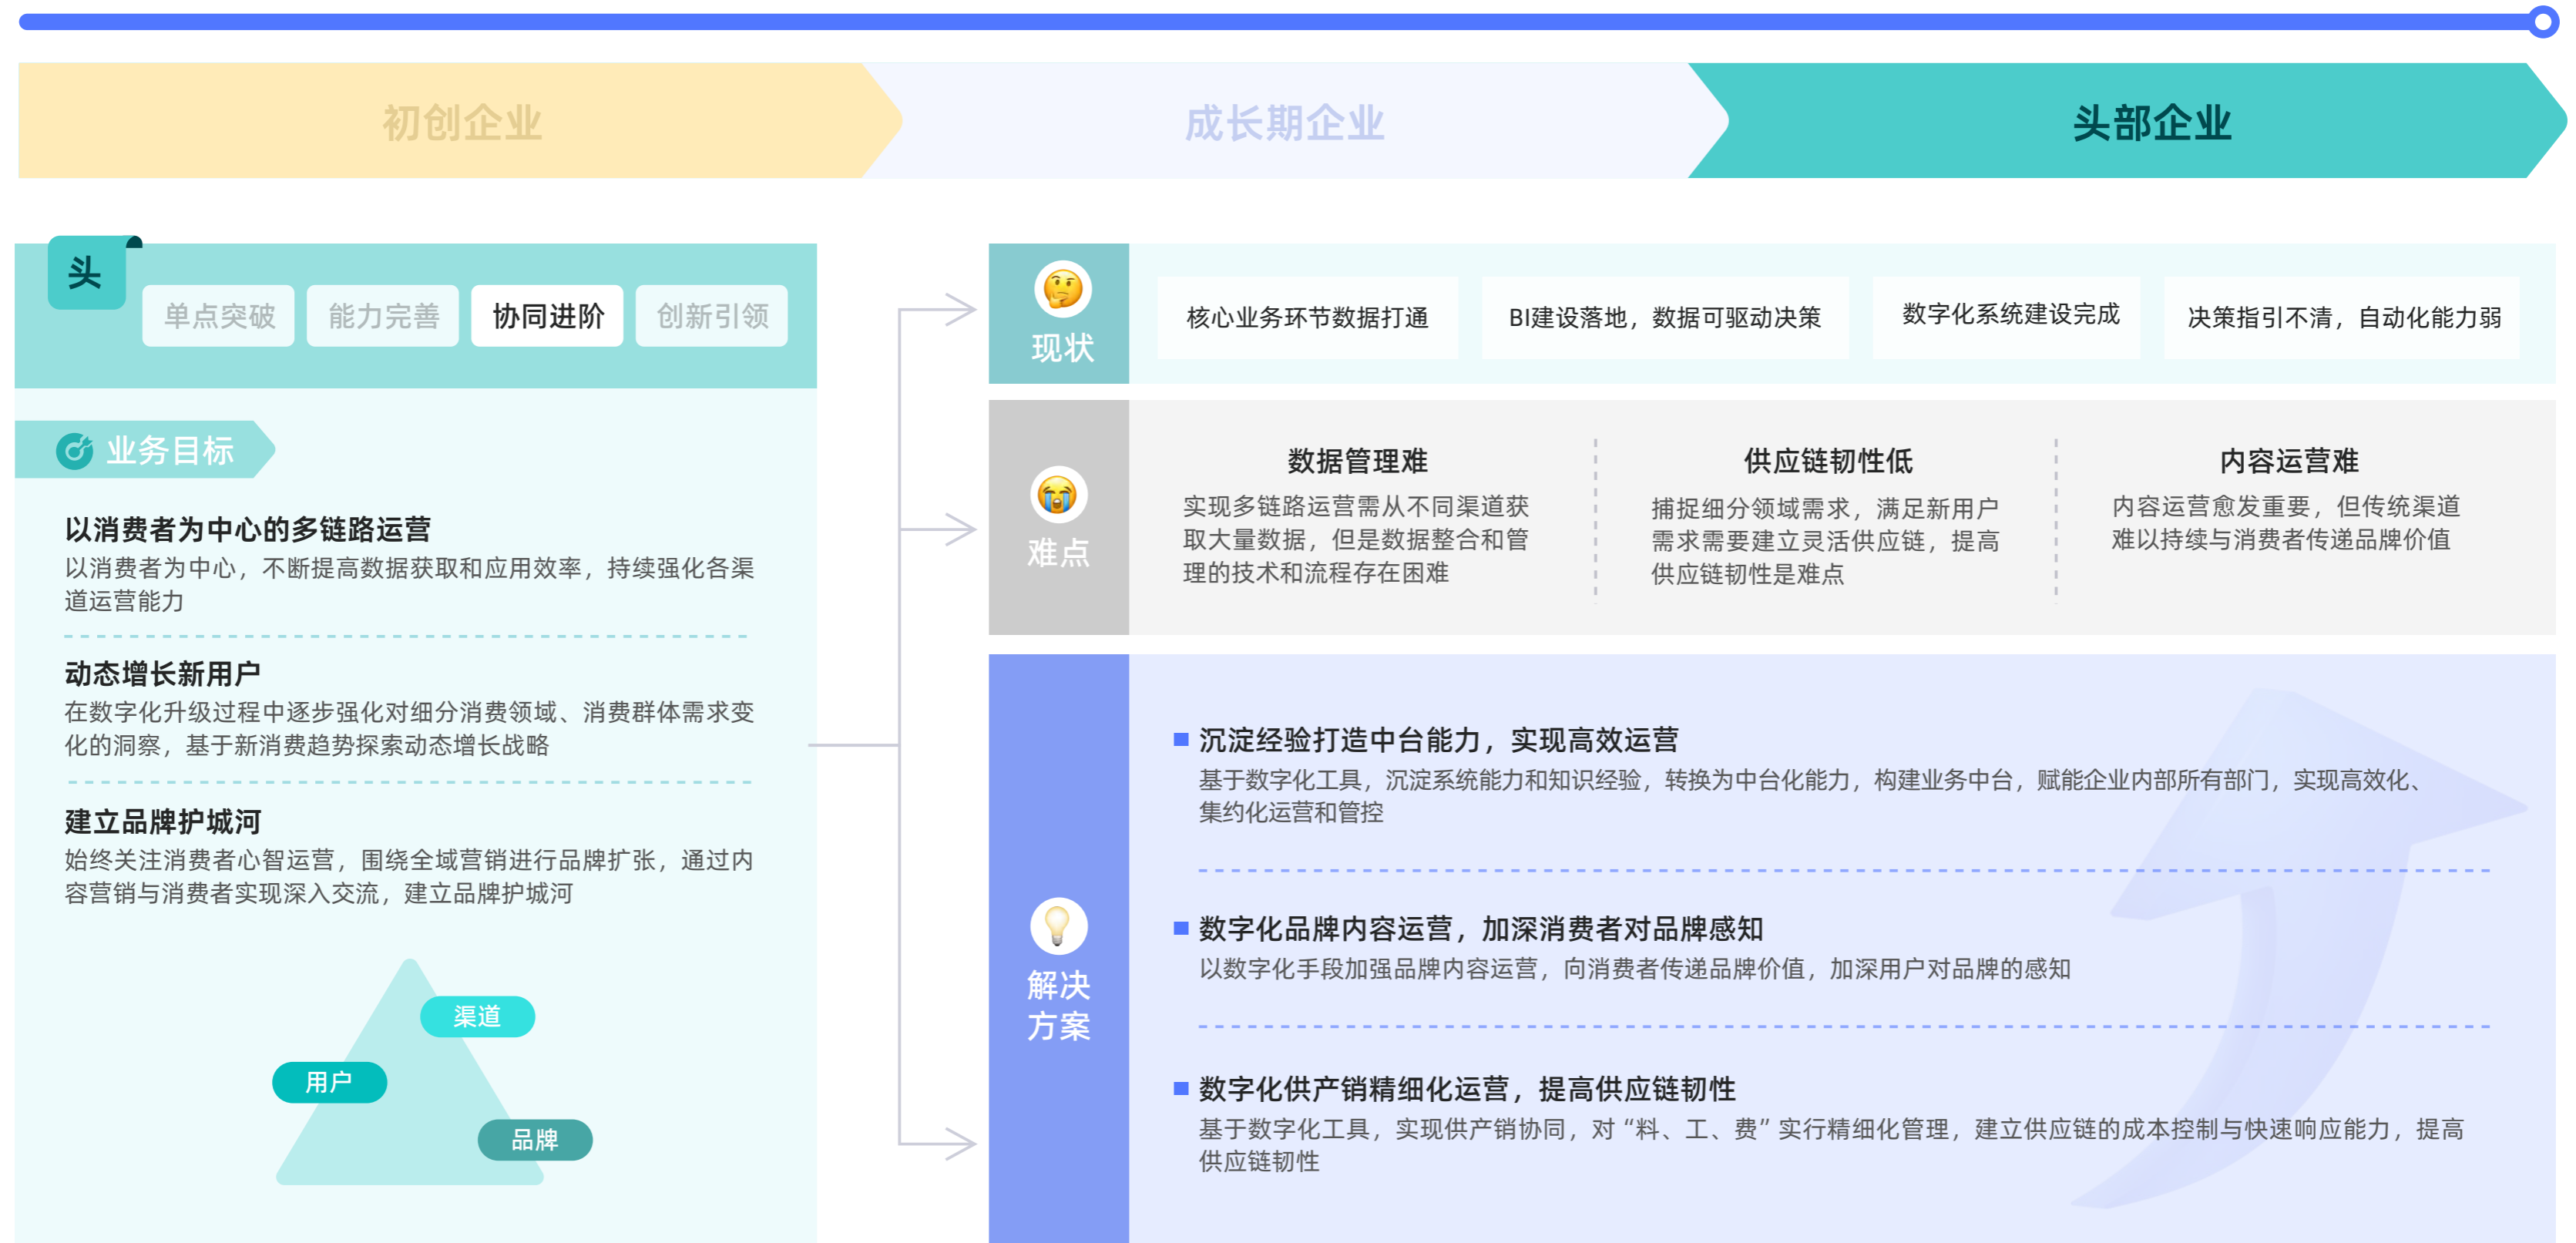 初创企业
成长期企业
头部企业
头
单点突破
能力完善
协同进阶
创新引领
业务目标
以消费者为中心的多链路运营
以消费者为中心，不断提高数据获取和应用效率，持续强化各渠
道运营能力
动态增长新用户
在数字化升级过程中逐步强化对细分消费领域、消费群体需求变
化的洞察，基于新消费趋势探索动态增长战略
建立品牌护城河
始终关注消费者心智运营，围绕全域营销进行品牌扩张，通过内
容营销与消费者实现深入交流，建立品牌护城河
渠道
用户
品牌
现状
核心业务环节数据打通
BI建设落地，数据可驱动决策
数字化系统建设完成
决策指引不清，自动化能力弱
难点
数据管理难
实现多链路运营需从不同渠道获
取大量数据，但是数据整合和管
理的技术和流程存在困难
供应链韧性低
捕捉细分领域需求，满足新用户
需求需要建立灵活供应链，提高
供应链韧性是难点
内容运营难
内容运营愈发重要，但传统渠道
难以持续与消费者传递品牌价值
解决
方案
沉淀经验打造中台能力，实现高效运营
基于数字化工具，沉淀系统能力和知识经验，转换为中台化能力，构建业务中台，赋能企业内部所有部门，实现高效化、
集约化运营和管控
数字化品牌内容运营，加深消费者对品牌感知
以数字化手段加强品牌内容运营，向消费者传递品牌价值，加深用户对品牌的感知
数字化供产销精细化运营，提高供应链韧性
基于数字化工具，实现供产销协同，对“料、工、费”实行精细化管理，建立供应链的成本控制与快速响应能力，提高
供应链韧性